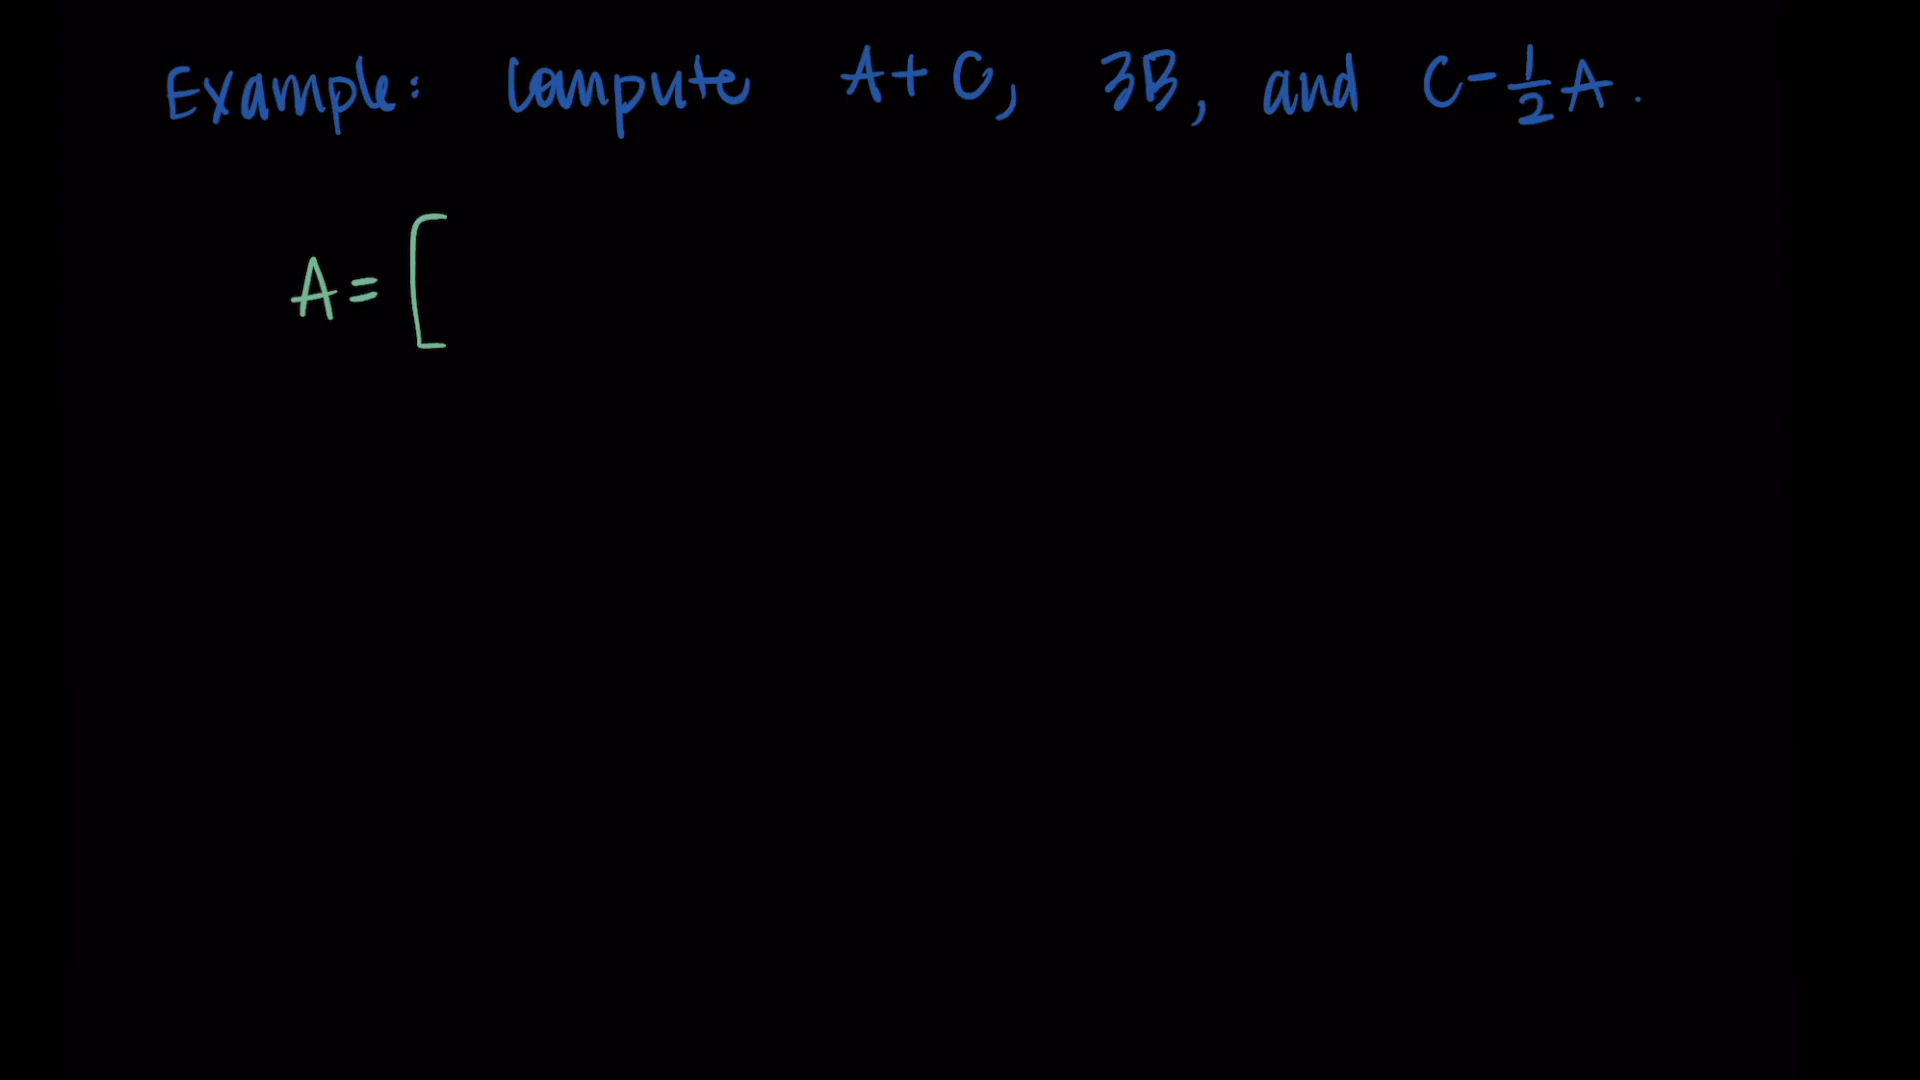 Example: Compute A+C, 3B, and C-½A.
A=[